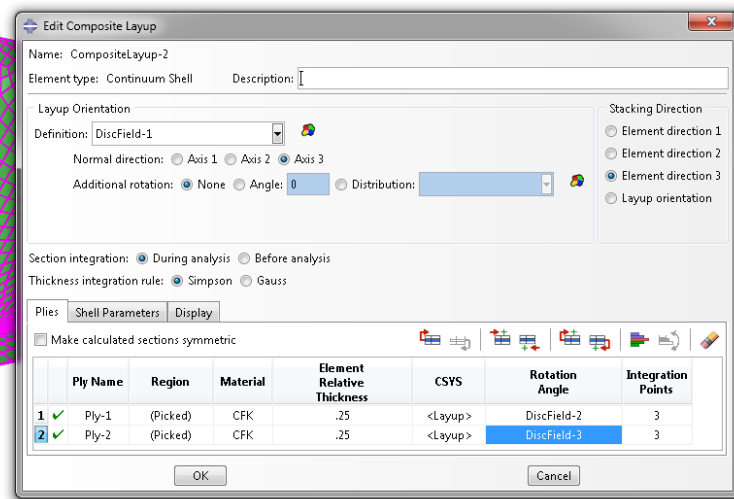 Edit Composite Layup
Name: CompositeLayup-2
Element type: Continuum Shell Description:
Layup Orientation
Definition: DiscField-1
Normal direction: Axis 1 Axis 2 Axis 3
Additional rotation: None Angle: 0 Distribution:
Stacking Direction
Element direction 1
Element direction 2
Element direction 3
Layup orientation
Section integration: During analysis Before analysis
Thickness integration rule: Simpson Gauss
Plies Shell Parameters Display
Make calculated sections symmetric
Ply Name Region Material Element Relative Thickness CSYS Rotation Angle Integration Points
1 Ply-1 (Picked) CFK .25 <Layup> DiscField-2 3
2 Ply-2 (Picked) CFK .25 <Layup> DiscField-3 3
OK Cancel